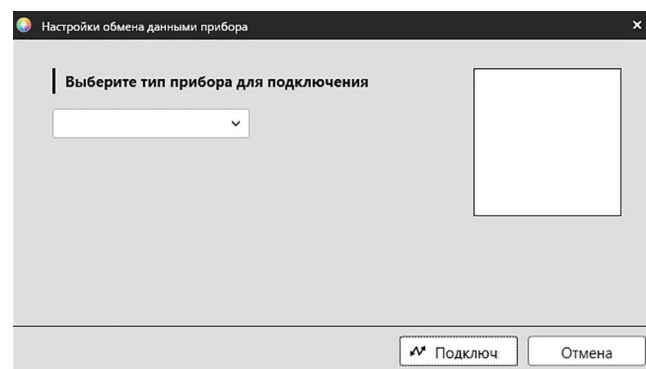 Настройки обмена данными прибора
Выберите тип прибора для подключения
Подключ
Отмена